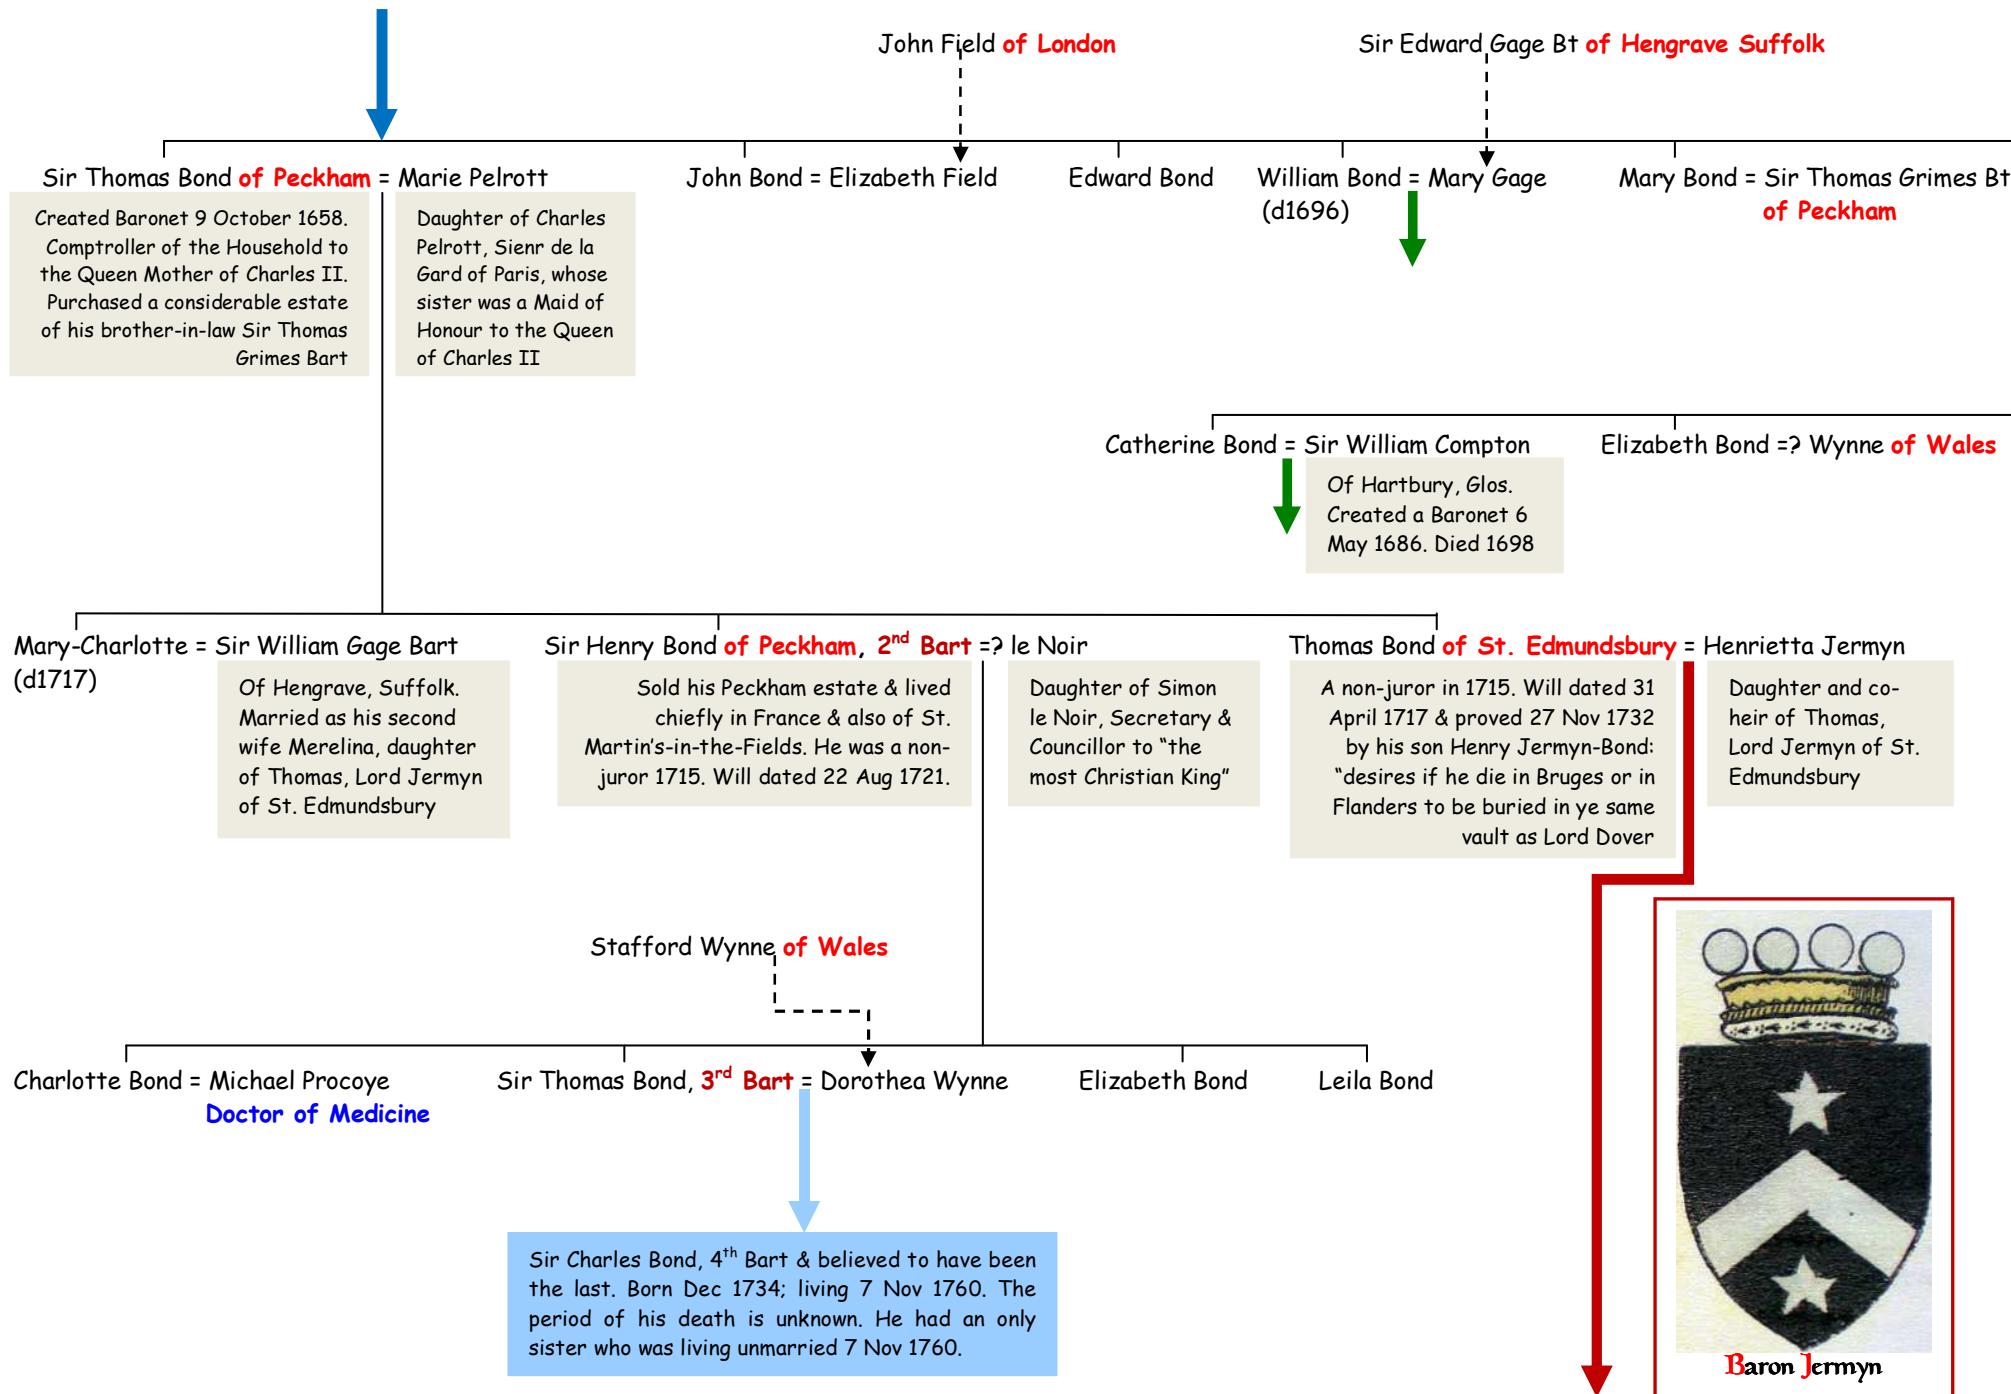 John Field of London
Sir Edward Gage Bt of Hengrave Suffolk
Sir Thomas Bond of Peckham = Marie Pelrott
John Bond = Elizabeth Field
Edward Bond
William Bond = Mary Gage
(d1696)
Mary Bond = Sir Thomas Grimes Bt
of Peckham
Created Baronet 9 October 1658.
Comptroller of the Household to
the Queen Mother of Charles II.
Purchased a considerable estate
of his brother-in-law Sir Thomas
Grimes Bart
Daughter of Charles
Pelrott, Sienr de la
Gard of Paris, whose
sister was a Maid of
Honour to the Queen
of Charles II
Catherine Bond = Sir William Compton
Elizabeth Bond =? Wynne of Wales
Of Hartbury, Glos.
Created a Baronet 6
May 1686. Died 1698
Mary-Charlotte = Sir William Gage Bart
(d1717)
Sir Henry Bond of Peckham, 2nd Bart =? le Noir
Thomas Bond of St. Edmundsbury = Henrietta Jermyn
Of Hengrave, Suffolk.
Married as his second
wife Merelina, daughter
of Thomas, Lord Jermyn
of St. Edmundsbury
Sold his Peckham estate & lived
chiefly in France & also of St.
Martin's-in-the-Fields. He was a non-
juror 1715. Will dated 22 Aug 1721.
Daughter of Simon
le Noir, Secretary &
Councillor to "the
most Christian King"
A non-juror in 1715. Will dated 31
April 1717 & proved 27 Nov 1732
by his son Henry Jermyn-Bond:
"desires if he die in Bruges or in
Flanders to be buried in ye same
vault as Lord Dover
Daughter and co-
heir of Thomas,
Lord Jermyn of St.
Edmundsbury
Stafford Wynne of Wales
Charlotte Bond = Michael Procoye
Doctor of Medicine
Sir Thomas Bond, 3rd Bart = Dorothea Wynne
Elizabeth Bond
Leila Bond
Sir Charles Bond, 4th Bart & believed to have been
the last. Born Dec 1734; living 7 Nov 1760. The
period of his death is unknown. He had an only
sister who was living unmarried 7 Nov 1760.
Baron Jermyn